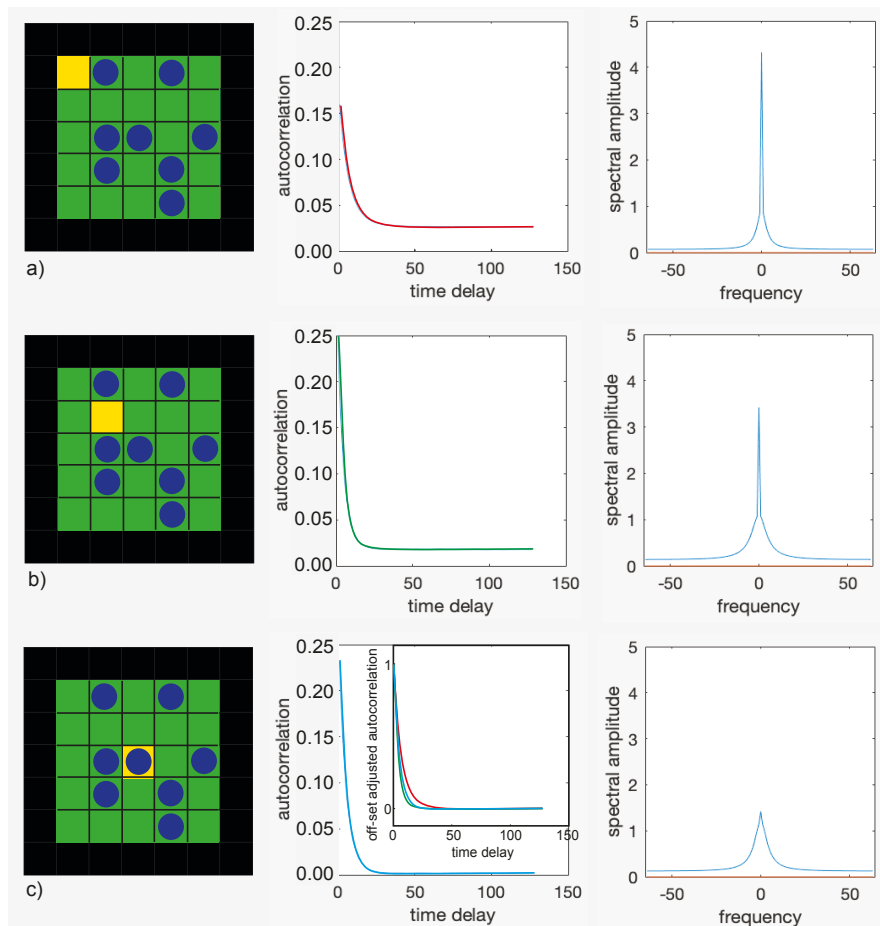 0.25
0.20
0.15
0.10
0.05
0.00
autocorrelation
0 50 100 150
time delay
5
4
3
2
1
0
spectral amplitude
-50 0 50
frequency
a)
0.25
0.20
0.15
0.10
0.05
0.00
autocorrelation
0 50 100 150
time delay
5
4
3
2
1
0
spectral amplitude
-50 0 50
frequency
b)
0.25
0.20
0.15
0.10
0.05
0.00
autocorrelation
0 50 100 150
time delay
off-set adjusted autocorrelation
1
0
0 50 100 150
time delay
5
4
3
2
1
0
spectral amplitude
-50 0 50
frequency
c)